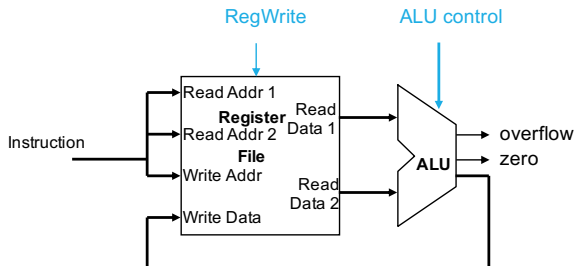 RegWrite
ALU control
Instruction
Read Addr 1
Register
Read Addr 2
File
Write Addr
Write Data
Read
Data 1
Read
Data 2
ALU
overflow
zero